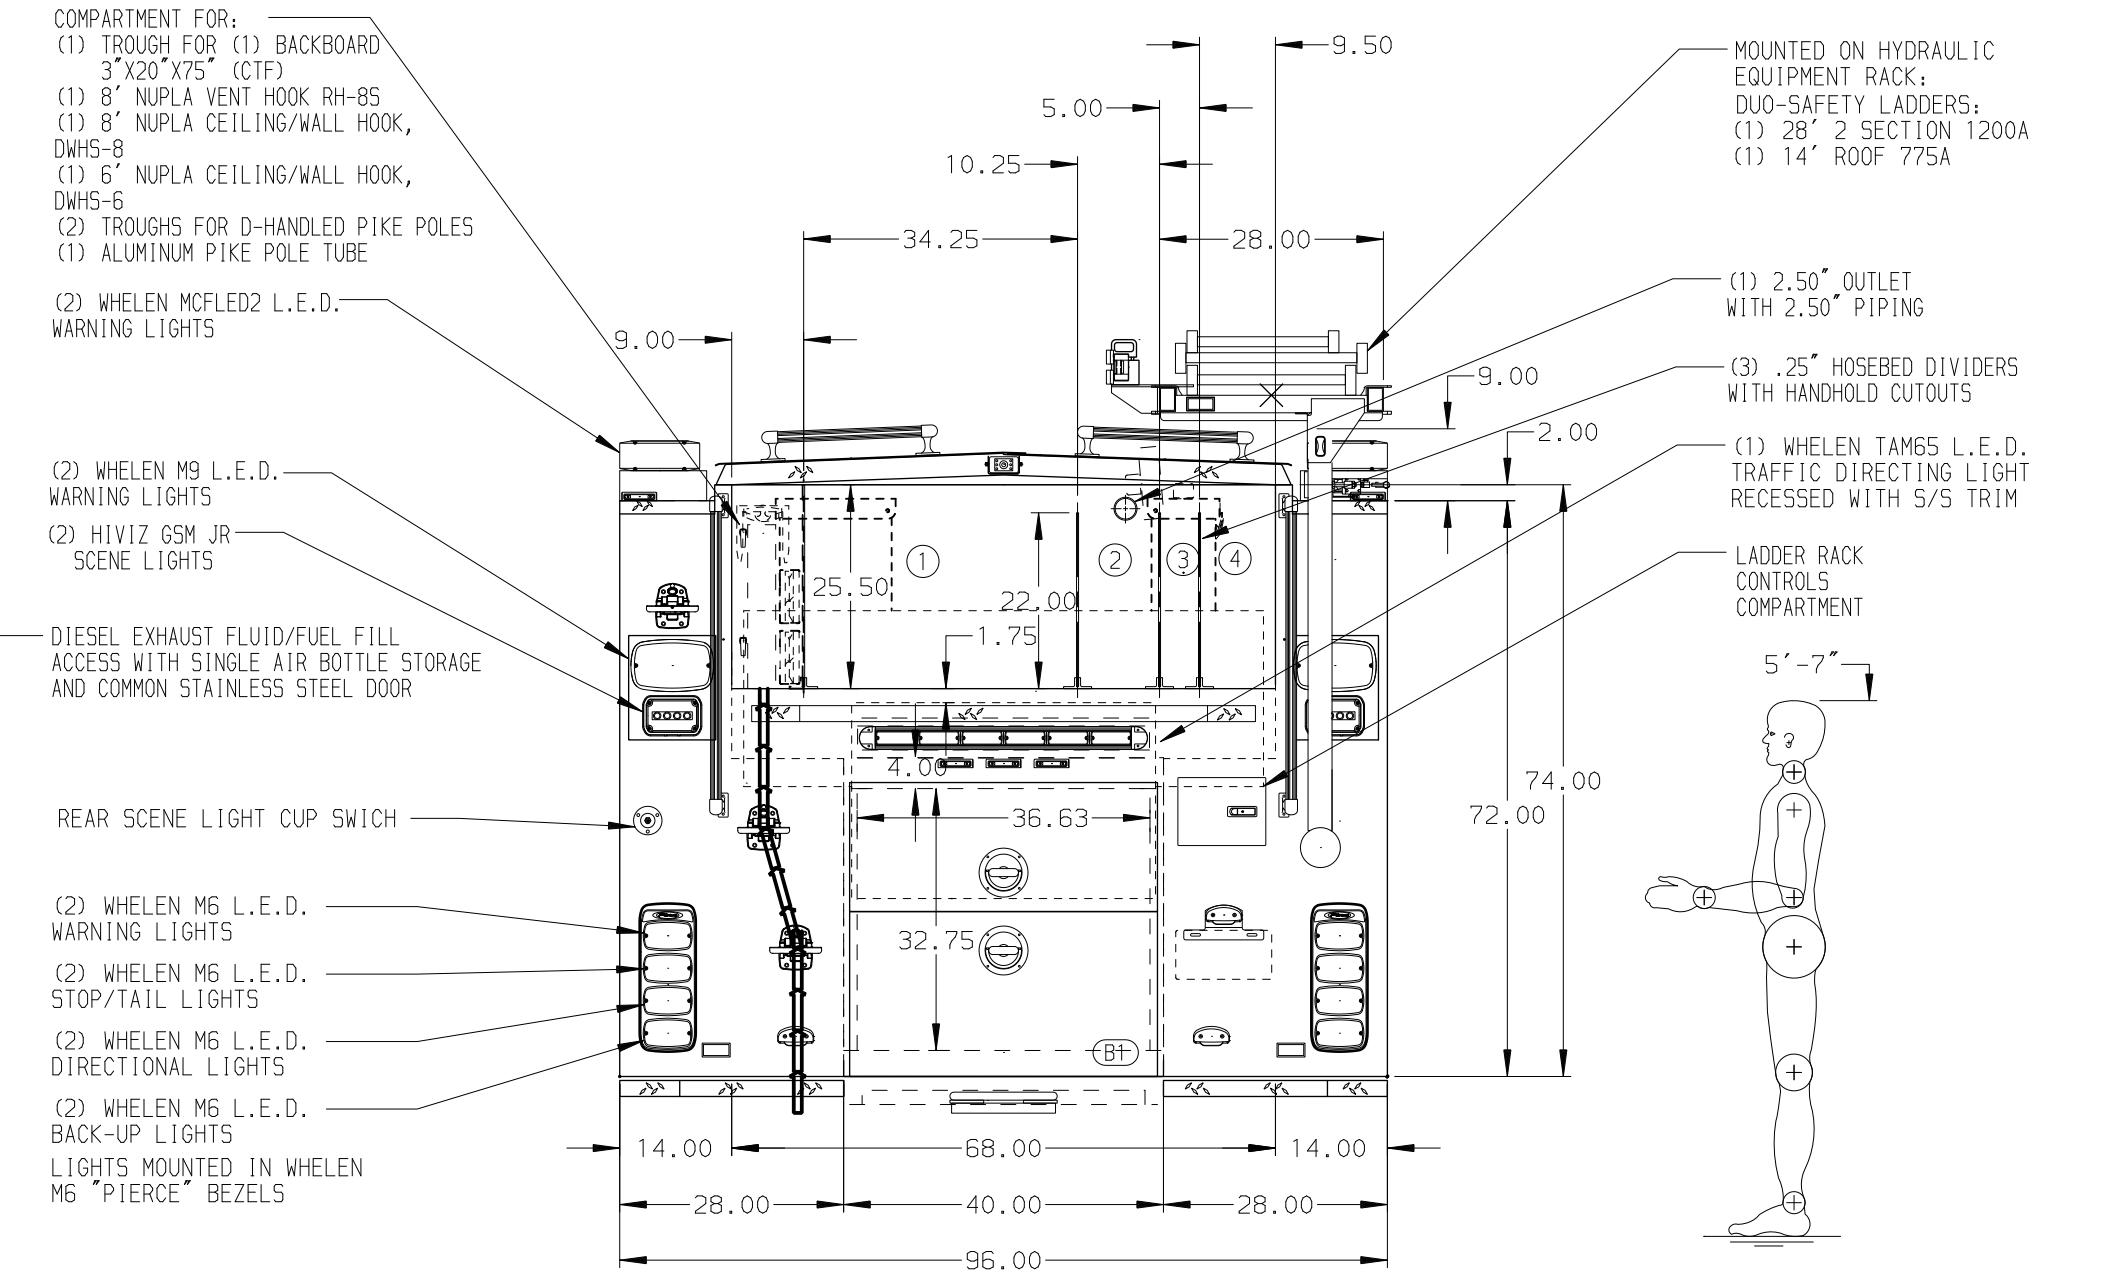 COMPARTMENT FOR:
(1) TROUGH FOR (1) BACKBOARD
3"X20"X75" (CTF)
(1) 8' NUPLA VENT HOOK RH-8S
(1) 8' NUPLA CEILING/WALL HOOK,
DWHS-8
(1) 6' NUPLA CEILING/WALL HOOK,
DWHS-6
(2) TROUGHS FOR D-HANDLED PIKE POLES
(1) ALUMINUM PIKE POLE TUBE
(2) WHELEN MCFLED2 L.E.D.
WARNING LIGHTS
(2) WHELEN M9 L.E.D.
WARNING LIGHTS
(2) HIVIZ GSM JR
SCENE LIGHTS
DIESEL EXHAUST FLUID/FUEL FILL
ACCESS WITH SINGLE AIR BOTTLE STORAGE
AND COMMON STAINLESS STEEL DOOR
REAR SCENE LIGHT CUP SWICH
(2) WHELEN M6 L.E.D.
WARNING LIGHTS
(2) WHELEN M6 L.E.D.
STOP/TAIL LIGHTS
(2) WHELEN M6 L.E.D.
DIRECTIONAL LIGHTS
(2) WHELEN M6 L.E.D.
BACK-UP LIGHTS
LIGHTS MOUNTED IN WHELEN
M6 "PIERCE" BEZELS
9.50
5.00
10.25
34.25
28.00
9.00
9.00
2.00
1
2
3
4
25.50
22.00
1.75
4.00
36.63
74.00
72.00
32.75
B1
14.00
68.00
14.00
28.00
40.00
28.00
96.00
MOUNTED ON HYDRAULIC
EQUIPMENT RACK:
DUO-SAFETY LADDERS:
(1) 28' 2 SECTION 1200A
(1) 14' ROOF 775A
(1) 2.50" OUTLET
WITH 2.50" PIPING
(3) .25" HOSEBED DIVIDERS
WITH HANDHOLD CUTOUTS
(1) WHELEN TAM65 L.E.D.
TRAFFIC DIRECTING LIGHT
RECESSED WITH S/S TRIM
LADDER RACK
CONTROLS
COMPARTMENT
5'-7"